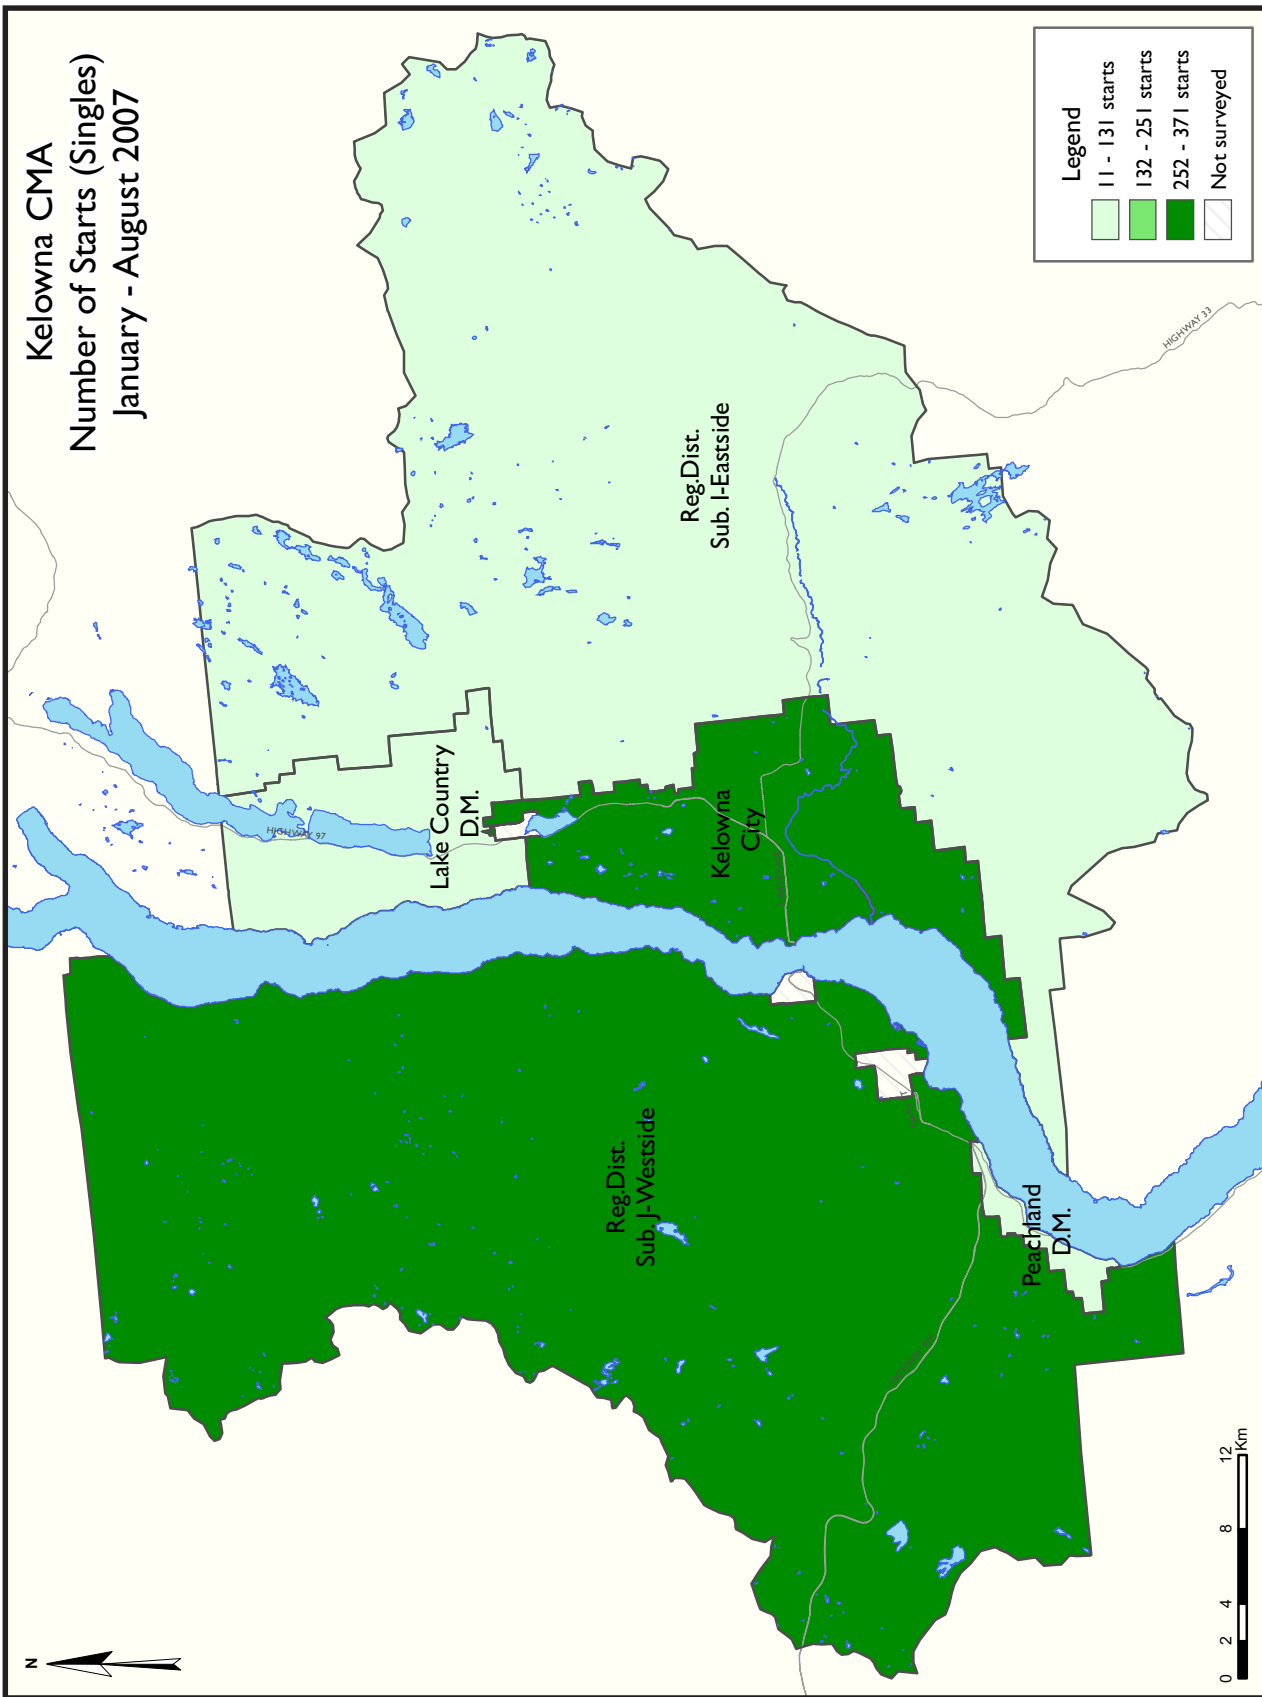 Kelowna CMA
Number of Starts (Singles)
January - August 2007
Legend
11 - 131 starts
132 - 251 starts
252 - 371 starts
Not surveyed
HIGHWAY 33
Reg.Dist.
Sub. I-Eastside
Lake Country
D.M.
HIGHWAY 97
Kelowna
City
Reg.Dist.
Sub. J-Westside
Peachland
D.M.
N
0 2 4 8 12
Km